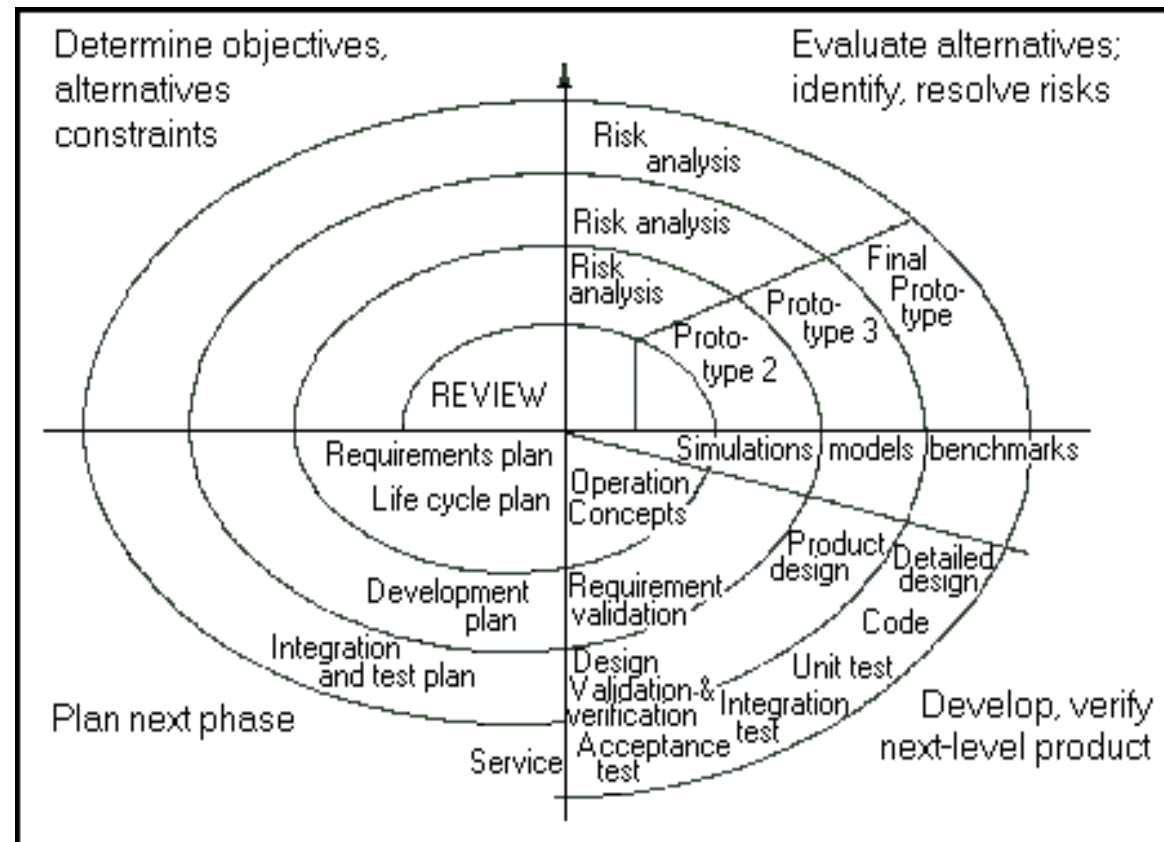 Determine objectives,
alternatives
constraints
Evaluate alternatives;
identify, resolve risks
Risk
analysis
Risk analysis
Risk
analysis
Final
Proto-
type
Proto-
type 3
Proto-
type 2
REVIEW
Simulations models benchmarks
Requirements plan
Life cycle plan
Operation
Concepts
Product
design
Detailed
design
Development
plan
Requirement
validation
Code
Integration
and test plan
Unit test
Design
Validation &
verification
Integration
test
Plan next phase
Develop, verify
next-level product
Service
Acceptance
test